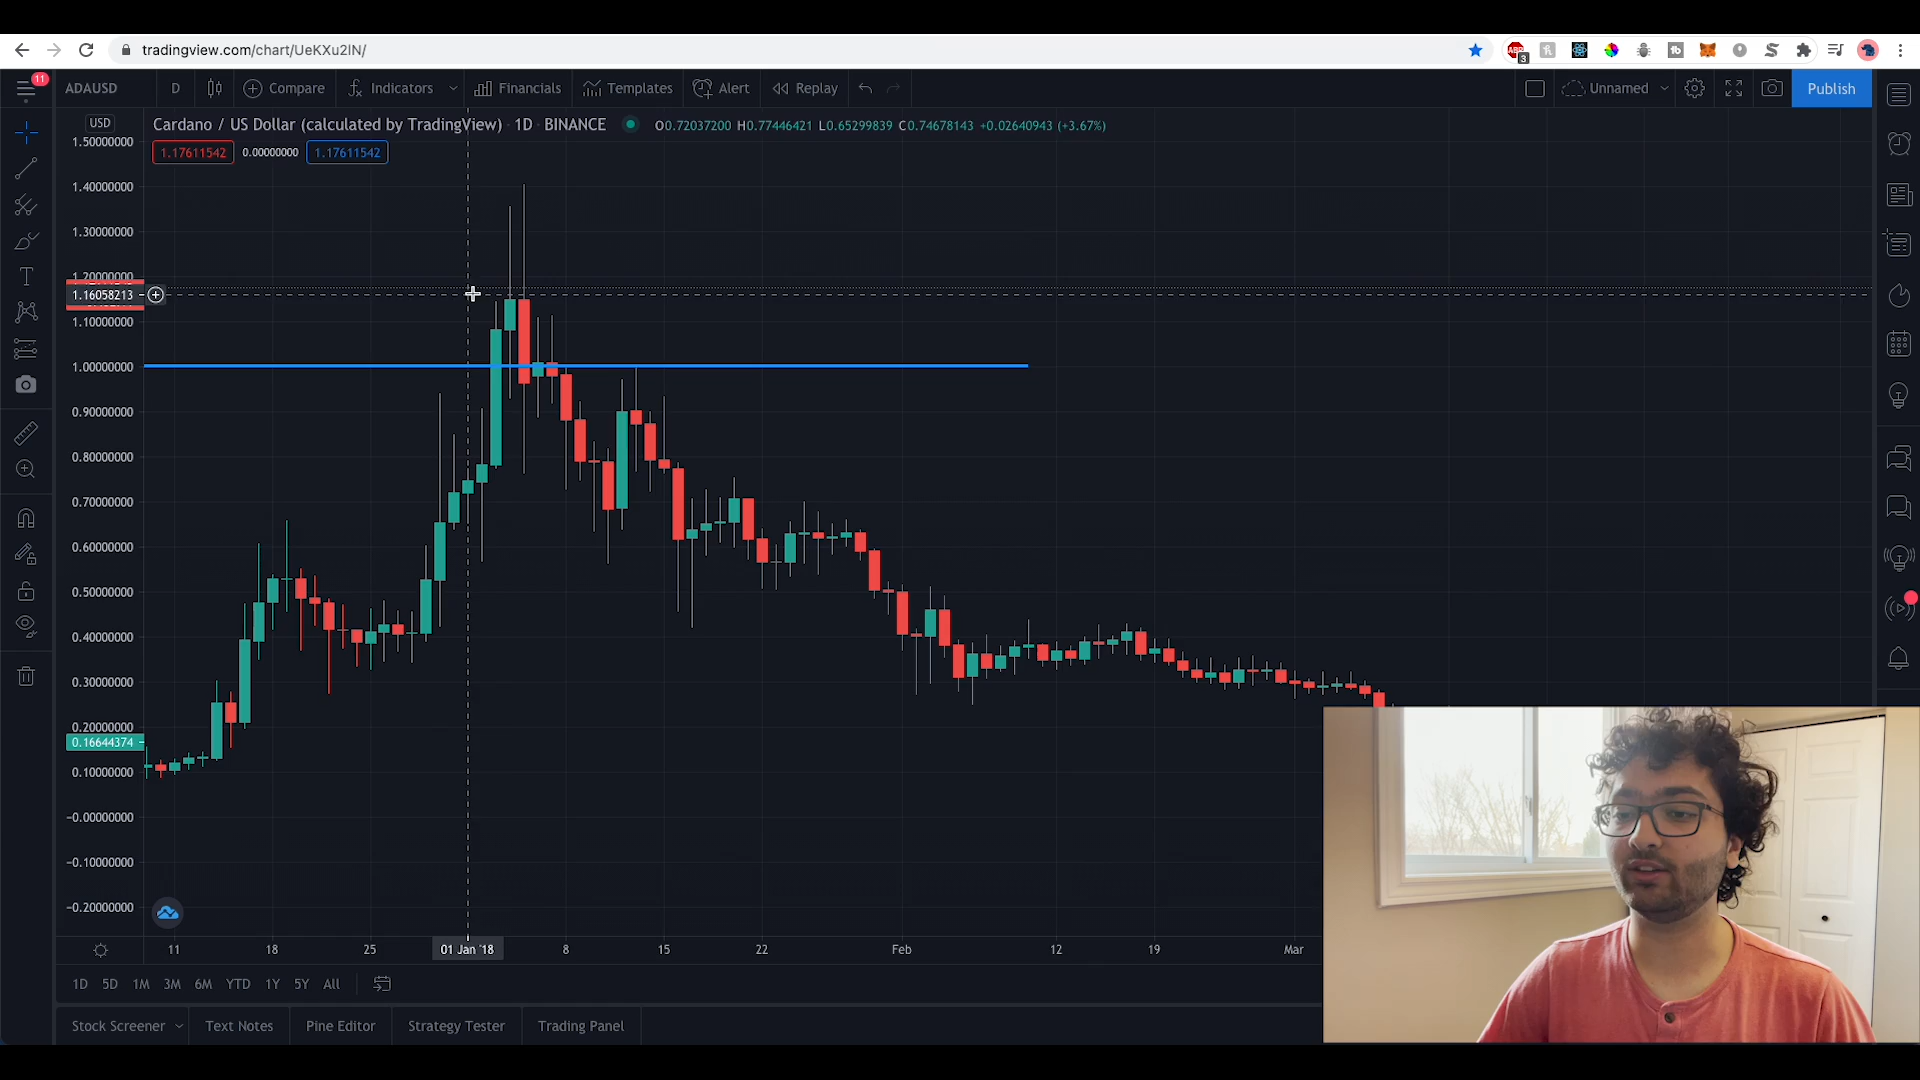 tradingview.com/chart/UeKXu2lN/
3
11
ADAUSD D Compare Indicators Financials Templates Alert Replay Unnamed Publish
USD
Cardano / US Dollar (calculated by TradingView) · 1D · BINANCE O0.72037200 H0.77446421 L0.65299839 C0.74678143 +0.02640943 (+3.67%)
1.17611542 0.00000000 1.17611542
1.50000000
1.40000000
1.30000000
1.20000000
1.16058213
1.10000000
1.00000000
0.90000000
0.80000000
0.70000000
0.60000000
0.50000000
0.40000000
0.30000000
0.20000000
0.16644374
0.10000000
−0.00000000
−0.10000000
−0.20000000
11 18 25 01 Jan '18 8 15 22 Feb 12 19 Mar
1D 5D 1M 3M 6M YTD 1Y 5Y All
Stock Screener Text Notes Pine Editor Strategy Tester Trading Panel